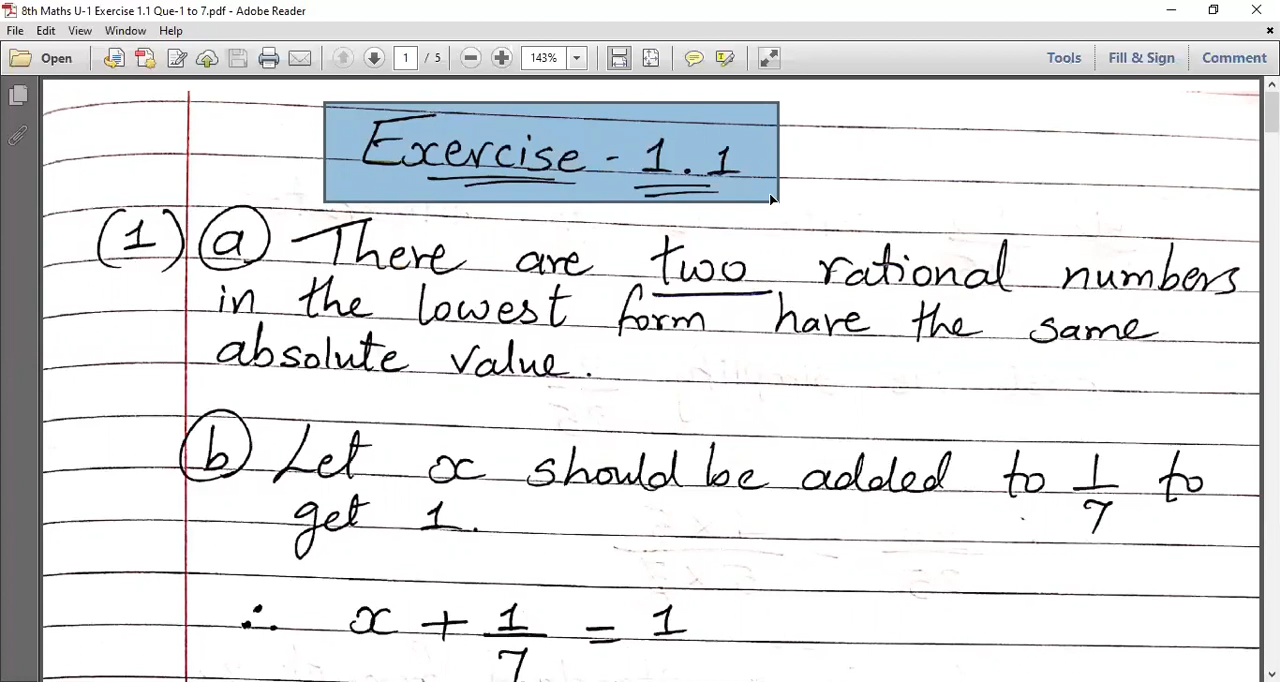 8th Maths U-1 Exercise 1.1 Que-1 to 7.pdf - Adobe Reader
File Edit View Window Help
Open 1 / 5 143% Tools Fill & Sign Comment
Exercise - 1.1
(1) a There are two rational numbers
in the lowest form have the same
absolute value.
b Let x should be added to 1/7 to
get 1.
∴ x + 1/7 = 1